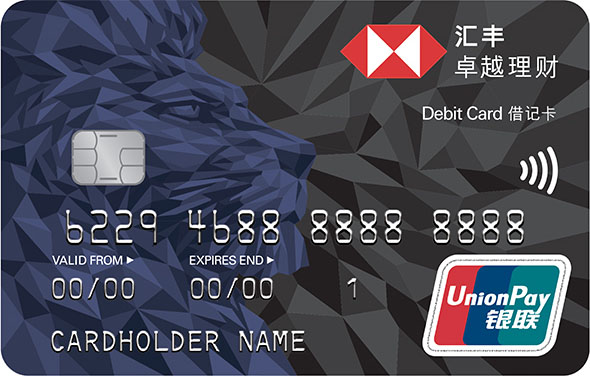 汇丰
卓越理财
Debit Card 借记卡
6229 4688 8888 8888
VALID FROM ▶ EXPIRES END ▶
00/00 00/00 1
UnionPay
银联
CARDHOLDER NAME